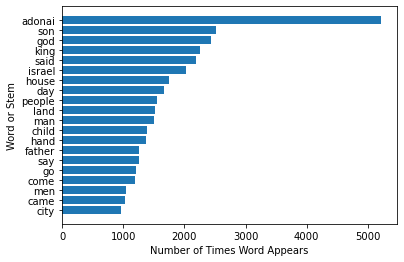 adonai
son
god
king
said
israel
house
day
people
land
man
child
hand
father
say
go
come
men
came
city
Word or Stem
0 1000 2000 3000 4000 5000
Number of Times Word Appears